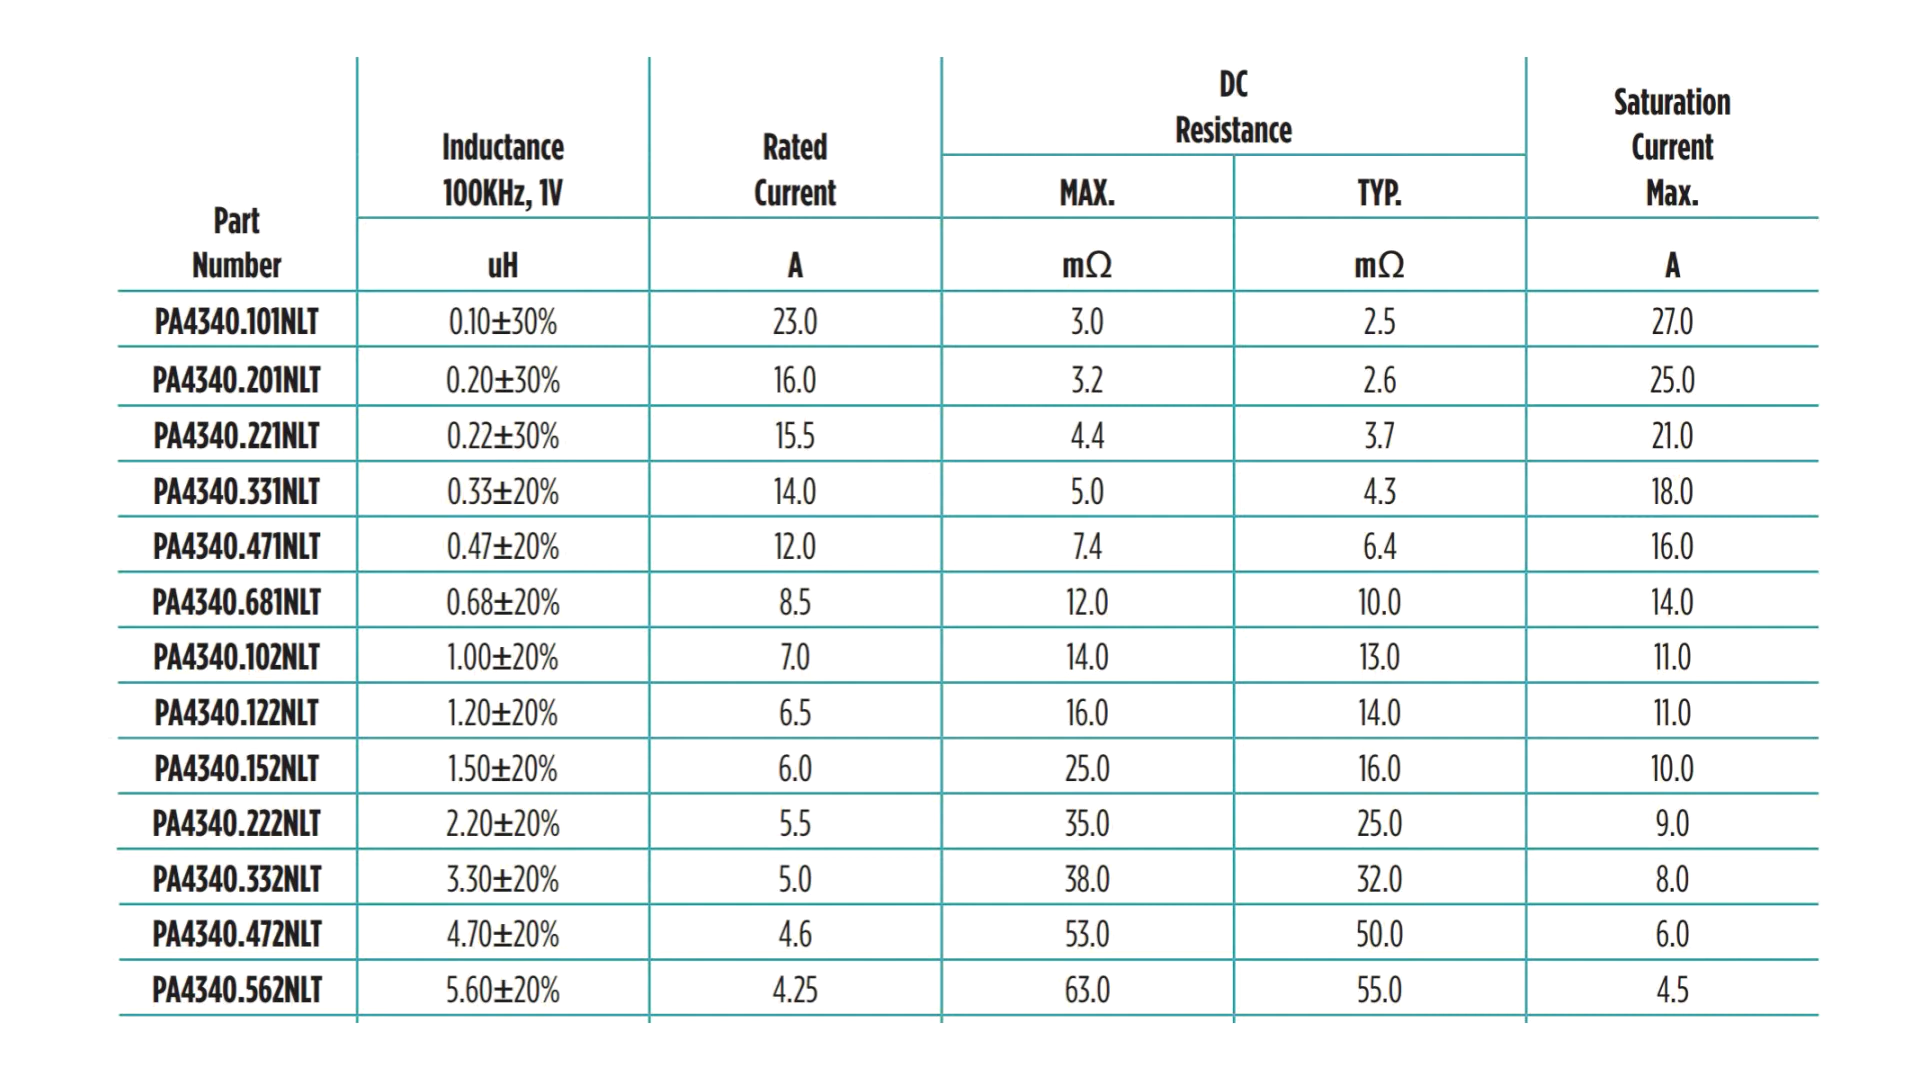 Part
Number
Inductance
100KHz, 1V
uH
Rated
Current
A
DC
Resistance
MAX.
TYP.
mΩ
mΩ
Saturation
Current
Max.
A
PA4340.101NLT 0.10±30% 23.0 3.0 2.5 27.0
PA4340.201NLT 0.20±30% 16.0 3.2 2.6 25.0
PA4340.221NLT 0.22±30% 15.5 4.4 3.7 21.0
PA4340.331NLT 0.33±20% 14.0 5.0 4.3 18.0
PA4340.471NLT 0.47±20% 12.0 7.4 6.4 16.0
PA4340.681NLT 0.68±20% 8.5 12.0 10.0 14.0
PA4340.102NLT 1.00±20% 7.0 14.0 13.0 11.0
PA4340.122NLT 1.20±20% 6.5 16.0 14.0 11.0
PA4340.152NLT 1.50±20% 6.0 25.0 16.0 10.0
PA4340.222NLT 2.20±20% 5.5 35.0 25.0 9.0
PA4340.332NLT 3.30±20% 5.0 38.0 32.0 8.0
PA4340.472NLT 4.70±20% 4.6 53.0 50.0 6.0
PA4340.562NLT 5.60±20% 4.25 63.0 55.0 4.5